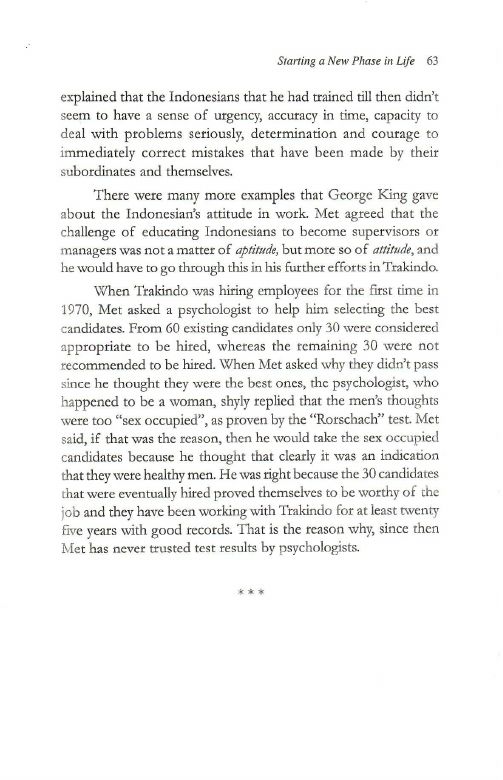 Starting a New Phase in Life 63
explained that the Indonesians that he had trained till then didn't
seem to have a sense of urgency, accuracy in time, capacity to
deal with problems seriously, determination and courage to
immediately correct mistakes that have been made by their
subordinates and themselves.
There were many more examples that George King gave
about the Indonesian's attitude in work. Met agreed that the
challenge of educating Indonesians to become supervisors or
managers was not a matter of aptitude, but more so of attitude, and
he would have to go through this in his further efforts in Trakindo.
When Trakindo was hiring employees for the first time in
1970, Met asked a psychologist to help him selecting the best
candidates. From 60 existing candidates only 30 were considered
appropriate to be hired, whereas the remaining 30 were not
recommended to be hired. When Met asked why they didn't pass
since he thought they were the best ones, the psychologist, who
happened to be a woman, shyly replied that the men's thoughts
were too "sex occupied", as proven by the "Rorschach" test. Met
said, if that was the reason, then he would take the sex occupied
candidates because he thought that clearly it was an indication
that they were healthy men. He was right because the 30 candidates
that were eventually hired proved themselves to be worthy of the
job and they have been working with Trakindo for at least twenty
five years with good records. That is the reason why, since then
Met has never trusted test results by psychologists.
* * *